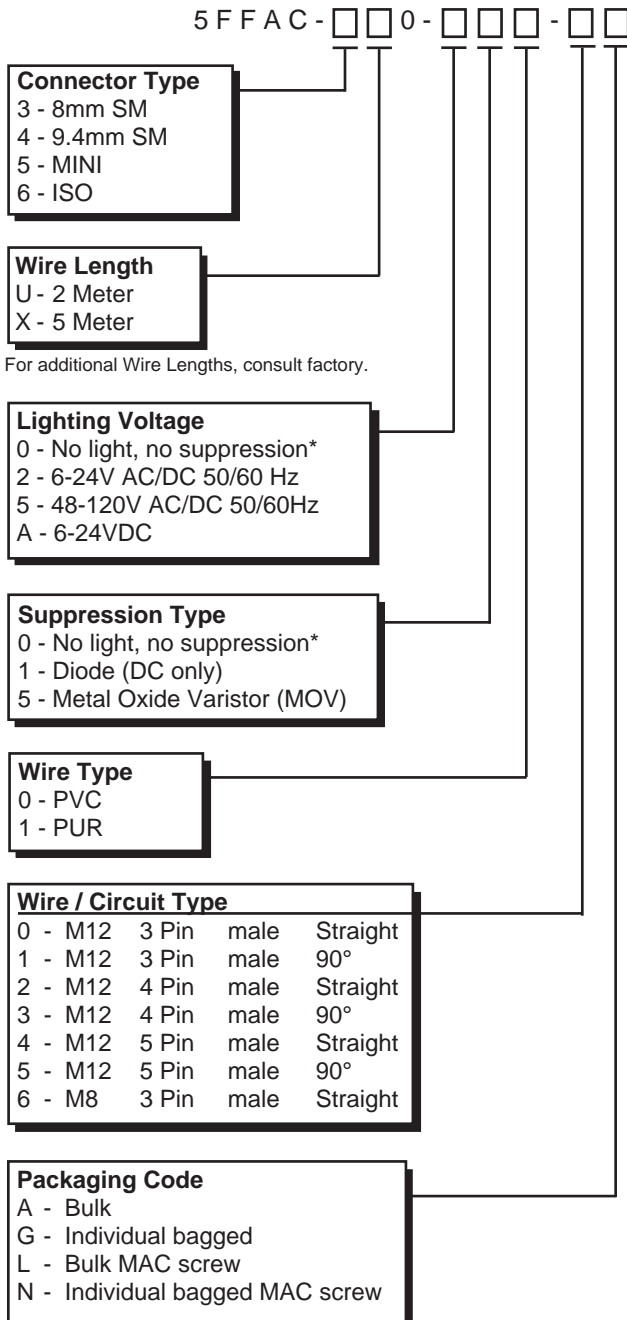 5 F F A C - □ □ 0 - □ □ □ - □ □
Connector Type
3 - 8mm SM
4 - 9.4mm SM
5 - MINI
6 - ISO
Wire Length
U - 2 Meter
X - 5 Meter
For additional Wire Lengths, consult factory.
Lighting Voltage
0 - No light, no suppression*
2 - 6-24V AC/DC 50/60 Hz
5 - 48-120V AC/DC 50/60Hz
A - 6-24VDC
Suppression Type
0 - No light, no suppression*
1 - Diode (DC only)
5 - Metal Oxide Varistor (MOV)
Wire Type
0 - PVC
1 - PUR
Wire / Circuit Type
0 - M12 3 Pin male Straight
1 - M12 3 Pin male 90°
2 - M12 4 Pin male Straight
3 - M12 4 Pin male 90°
4 - M12 5 Pin male Straight
5 - M12 5 Pin male 90°
6 - M8 3 Pin male Straight
Packaging Code
A - Bulk
G - Individual bagged
L - Bulk MAC screw
N - Individual bagged MAC screw